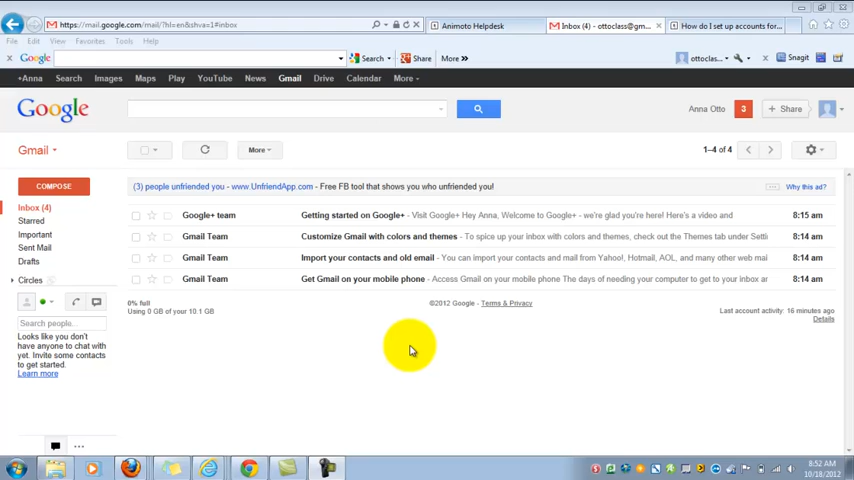 https://mail.google.com/mail/?hl=en&shva=1#inbox
Animoto Helpdesk
Inbox (4) - ottoclass@gm...
How do I set up accounts for...
File Edit View Favorites Tools Help
Google Search Share More » ottoclas... Snagit
+Anna Search Images Maps Play YouTube News Gmail Drive Calendar More
Google Anna Otto 3 + Share
Gmail More 1–4 of 4
COMPOSE
(3) people unfriended you - www.UnfriendApp.com - Free FB tool that shows you who unfriended you! Why this ad?
Inbox (4)
Starred
Important
Sent Mail
Drafts
Circles
Google+ team Getting started on Google+ - Visit Google+ Hey Anna, Welcome to Google+ - we're glad you're here! Here's a video and 8:15 am
Gmail Team Customize Gmail with colors and themes - To spice up your inbox with colors and themes, check out the Themes tab under Setti 8:14 am
Gmail Team Import your contacts and old email - You can import your contacts and mail from Yahoo!, Hotmail, AOL, and many other web mai 8:14 am
Gmail Team Get Gmail on your mobile phone - Access Gmail on your mobile phone The days of needing your computer to get to your inbox ar 8:14 am
0% full
Using 0 GB of your 10.1 GB
©2012 Google - Terms & Privacy
Last account activity: 16 minutes ago
Details
Search people...
Looks like you don't
have anyone to chat with
yet. Invite some contacts
to get started.
Learn more
8:52 AM
10/18/2012